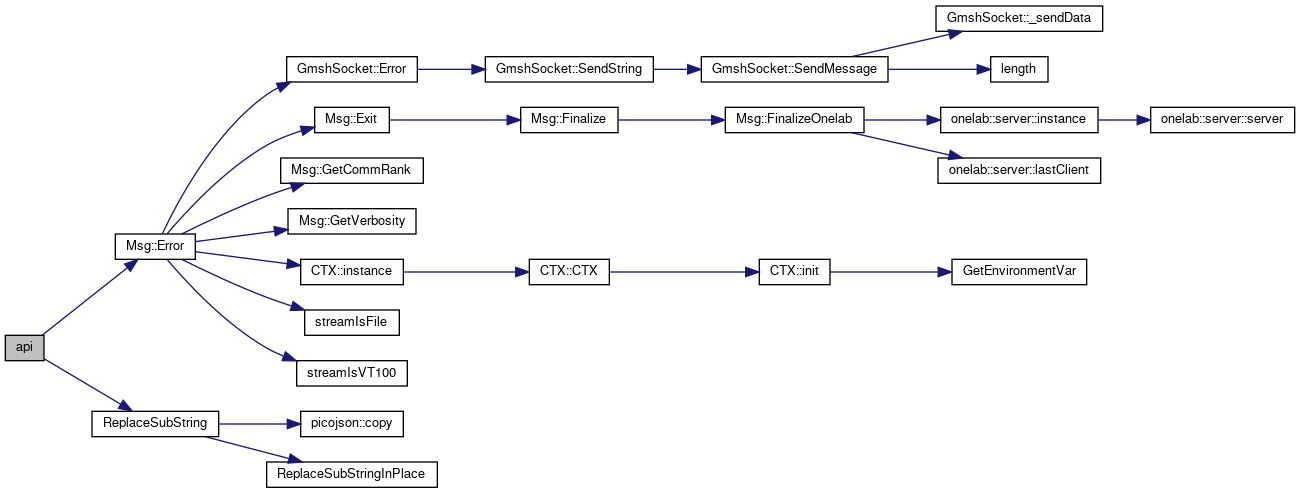 GmshSocket::_sendData
GmshSocket::Error
GmshSocket::SendString
GmshSocket::SendMessage
length
Msg::Exit
Msg::Finalize
Msg::FinalizeOnelab
onelab::server::instance
onelab::server::server
Msg::GetCommRank
onelab::server::lastClient
Msg::GetVerbosity
Msg::Error
CTX::instance
CTX::CTX
CTX::init
GetEnvironmentVar
streamIsFile
api
streamIsVT100
ReplaceSubString
picojson::copy
ReplaceSubStringInPlace